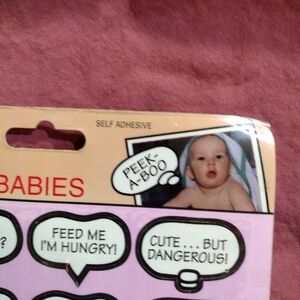 SELF ADHESIVE
PEEK-
A-BOO
BABIES
?
FEED ME
I'M HUNGRY!
CUTE...BUT
DANGEROUS!